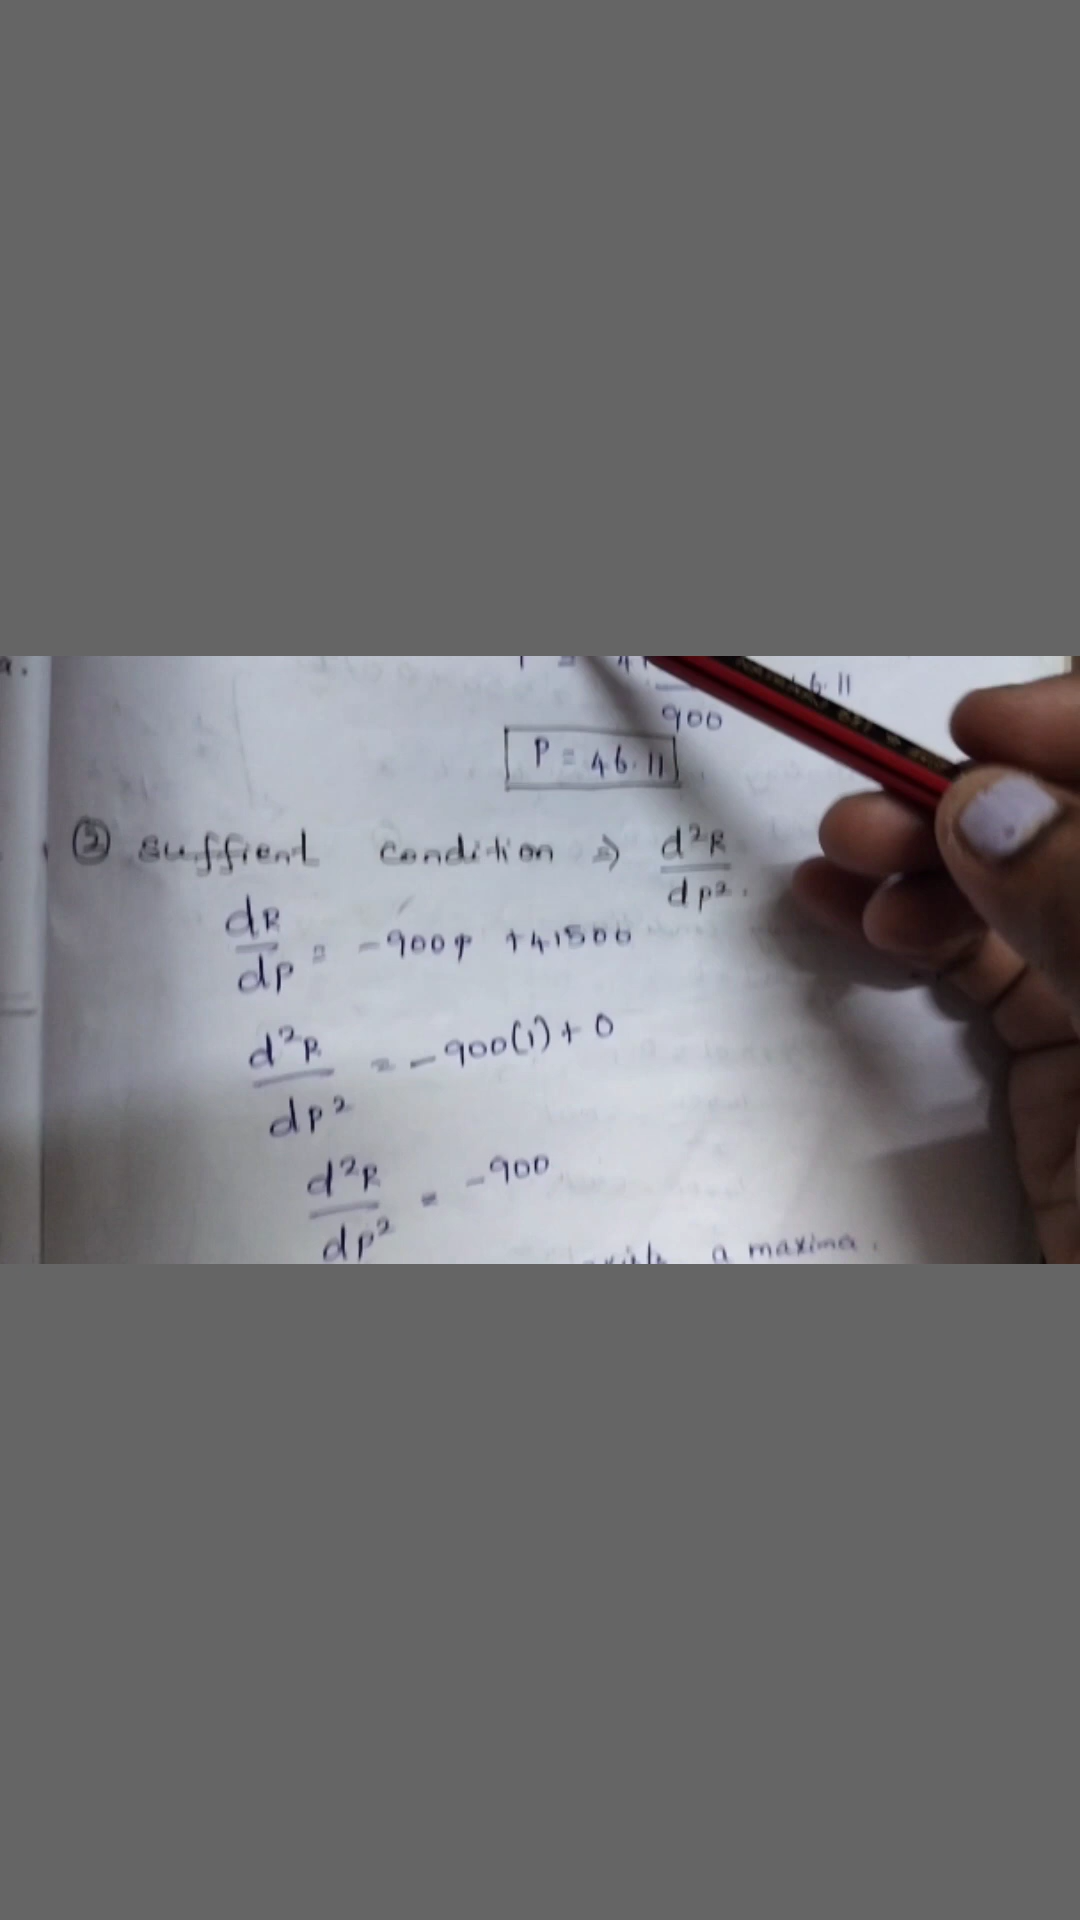 a.
900
P = 46.11
② Suffient Condition ⇒ d²R
dp².
dR
dp = -900p +41500
d²R
dp² = -900(1) + 0
d²R
dp² = -900
a maxima.